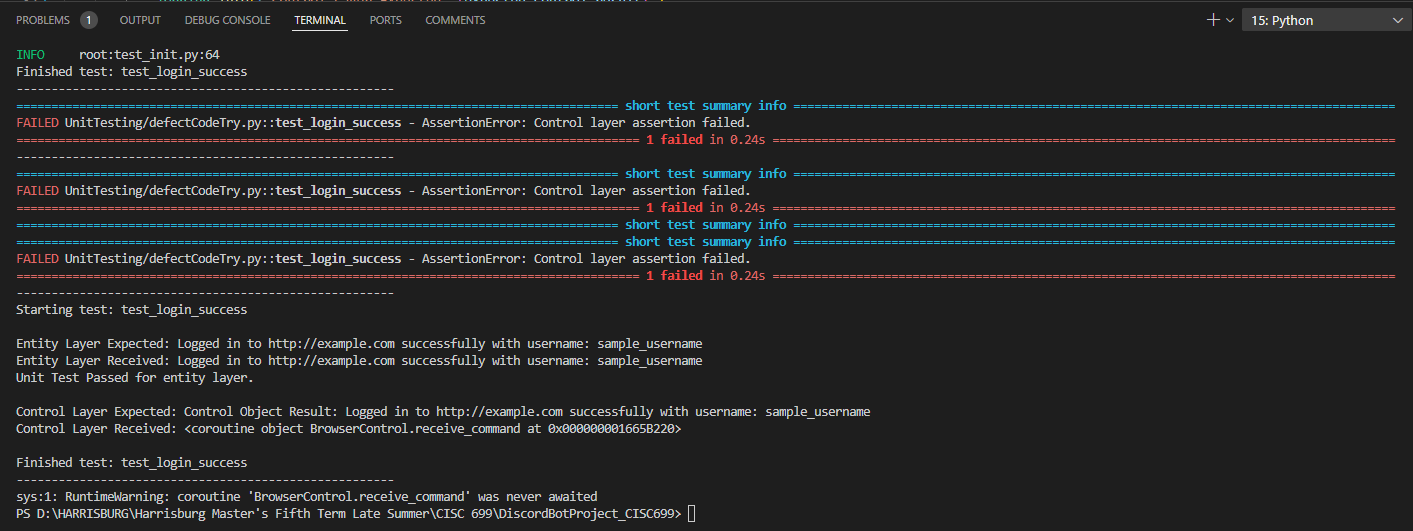 PROBLEMS 1 OUTPUT DEBUG CONSOLE TERMINAL PORTS COMMENTS 15: Python
INFO root:test_init.py:64
Finished test: test_login_success
------------------------------------------------------
short test summary info
FAILED UnitTesting/defectCodeTry.py::test_login_success - AssertionError: Control layer assertion failed.
1 failed in 0.24s
------------------------------------------------------
short test summary info
FAILED UnitTesting/defectCodeTry.py::test_login_success - AssertionError: Control layer assertion failed.
1 failed in 0.24s
short test summary info
short test summary info
FAILED UnitTesting/defectCodeTry.py::test_login_success - AssertionError: Control layer assertion failed.
1 failed in 0.24s
------------------------------------------------------
Starting test: test_login_success
Entity Layer Expected: Logged in to http://example.com successfully with username: sample_username
Entity Layer Received: Logged in to http://example.com successfully with username: sample_username
Unit Test Passed for entity layer.
Control Layer Expected: Control Object Result: Logged in to http://example.com successfully with username: sample_username
Control Layer Received: <coroutine object BrowserControl.receive_command at 0x000000001665B220>
Finished test: test_login_success
------------------------------------------------------
sys:1: RuntimeWarning: coroutine 'BrowserControl.receive_command' was never awaited
PS D:\HARRISBURG\Harrisburg Master's Fifth Term Late Summer\CISC 699\DiscordBotProject_CISC699>